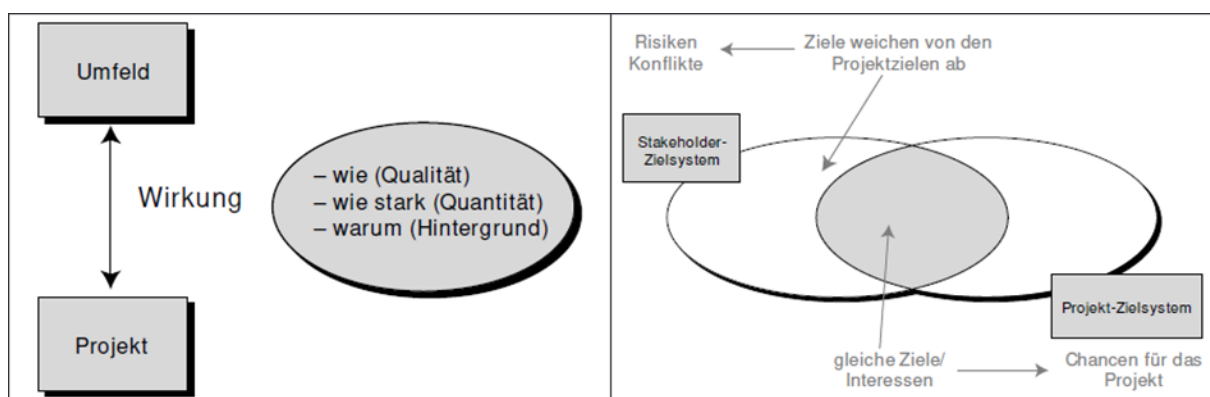 Umfeld
Wirkung
– wie (Qualität)
– wie stark (Quantität)
– warum (Hintergrund)
Projekt
Risiken
Konflikte
Ziele weichen von den
Projektzielen ab
Stakeholder-
Zielsystem
Projekt-Zielsystem
gleiche Ziele/
Interessen
Chancen für das
Projekt